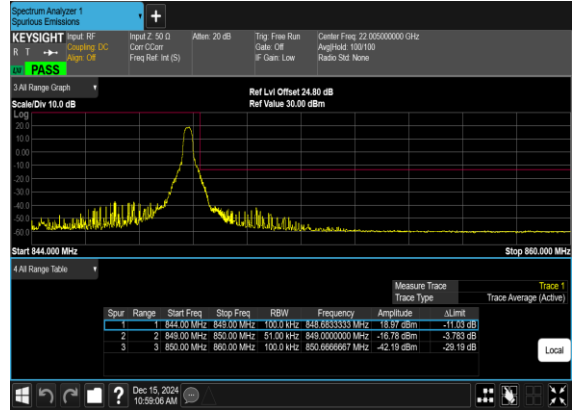 Spectrum Analyzer 1
Spurious Emissions
KEYSIGHT Input: RF Input Z: 50 Ω Atten: 20 dB Trig: Free Run Center Freq: 22.005000000 GHz
R T Coupling: DC Corr CCorr Gate: Off Avg|Hold: 100/100
Align: Off Freq Ref: Int (S) IF Gain: Low Radio Std: None
PASS
3 All Range Graph Ref Lvl Offset 24.80 dB
Scale/Div 10.0 dB Ref Value 30.00 dBm
Log
20.0
10.0
0.00
-10.0
-20.0
-30.0
-40.0
-50.0
-60.0
Start 844.000 MHz Stop 860.000 MHz
4 All Range Table
Measure Trace Trace 1
Trace Type Trace Average (Active)
Spur Range Start Freq Stop Freq RBW Frequency Amplitude ΔLimit
1 1 844.00 MHz 849.00 MHz 100.0 kHz 848.6833333 MHz 18.97 dBm -11.03 dB
2 2 849.00 MHz 850.00 MHz 51.00 kHz 849.0000000 MHz -16.78 dBm -3.783 dB
3 3 850.00 MHz 860.00 MHz 100.0 kHz 850.6666667 MHz -42.19 dBm -29.19 dB
Local
? Dec 15, 2024
10:59:06 AM